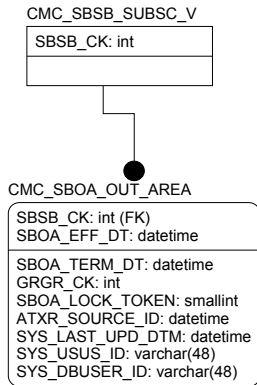 CMC_SBSB_SUBSC_V
SBSB_CK: int
CMC_SBOA_OUT_AREA
SBSB_CK: int (FK)
SBOA_EFF_DT: datetime
SBOA_TERM_DT: datetime
GRGR_CK: int
SBOA_LOCK_TOKEN: smallint
ATXR_SOURCE_ID: datetime
SYS_LAST_UPD_DTM: datetime
SYS_USUS_ID: varchar(48)
SYS_DBUSER_ID: varchar(48)